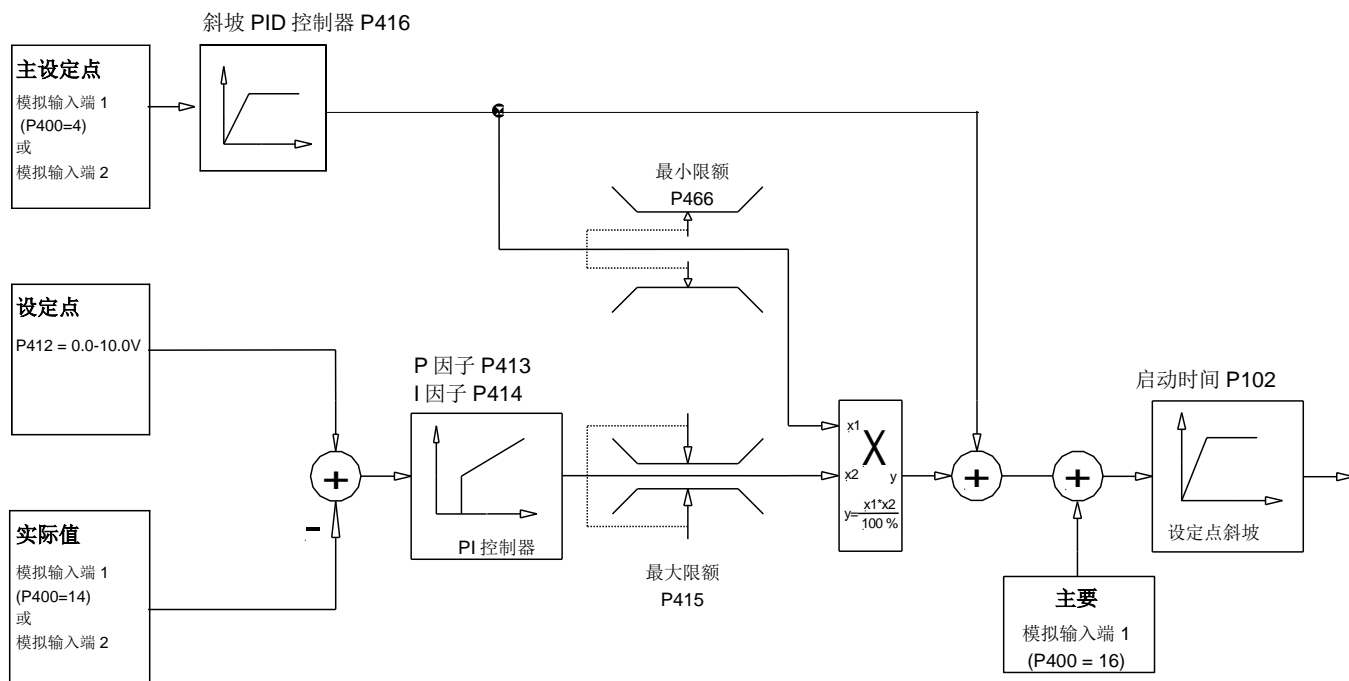 斜坡 PID 控制器 P416
主设定点
模拟输入端 1
(P400=4)
或
模拟输入端 2
最小限额
P466
设定点
P412 = 0.0-10.0V
P 因子 P413
I 因子 P414
PI 控制器
+
-
实际值
模拟输入端 1
(P400=14)
或
模拟输入端 2
最大限额
P415
x1
X
x2
y
y=x1*x2
100 %
+
+
启动时间 P102
设定点斜坡
主要
模拟输入端 1
(P400 = 16)